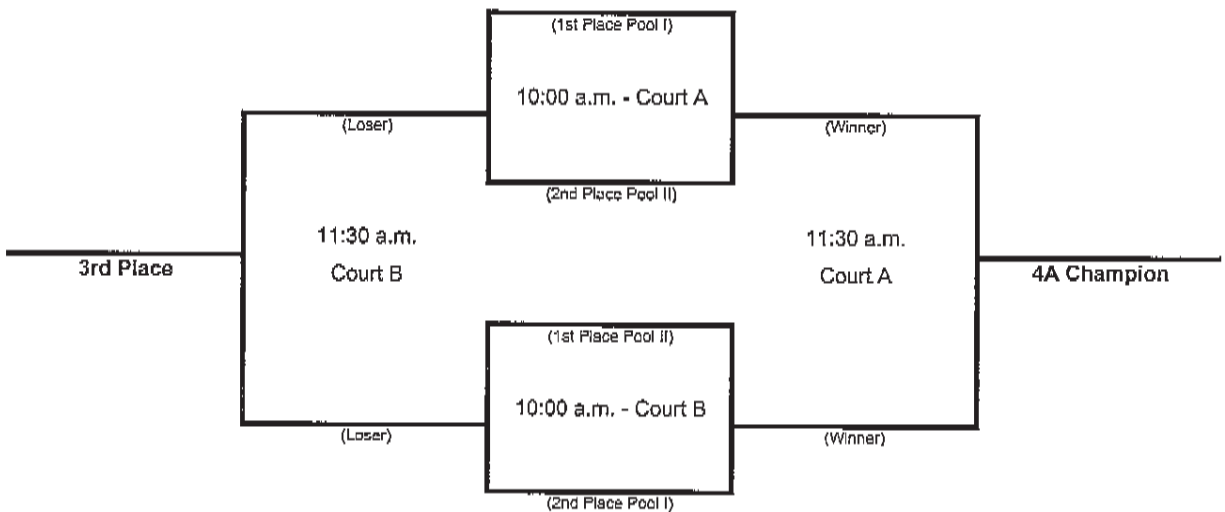 (1st Place Pool I)
10:00 a.m. - Court A
(Loser)
(Winner)
(2nd Place Pool II)
11:30 a.m.
Court B
11:30 a.m.
Court A
3rd Place
4A Champion
(1st Place Pool II)
10:00 a.m. - Court B
(Loser)
(Winner)
(2nd Place Pool I)